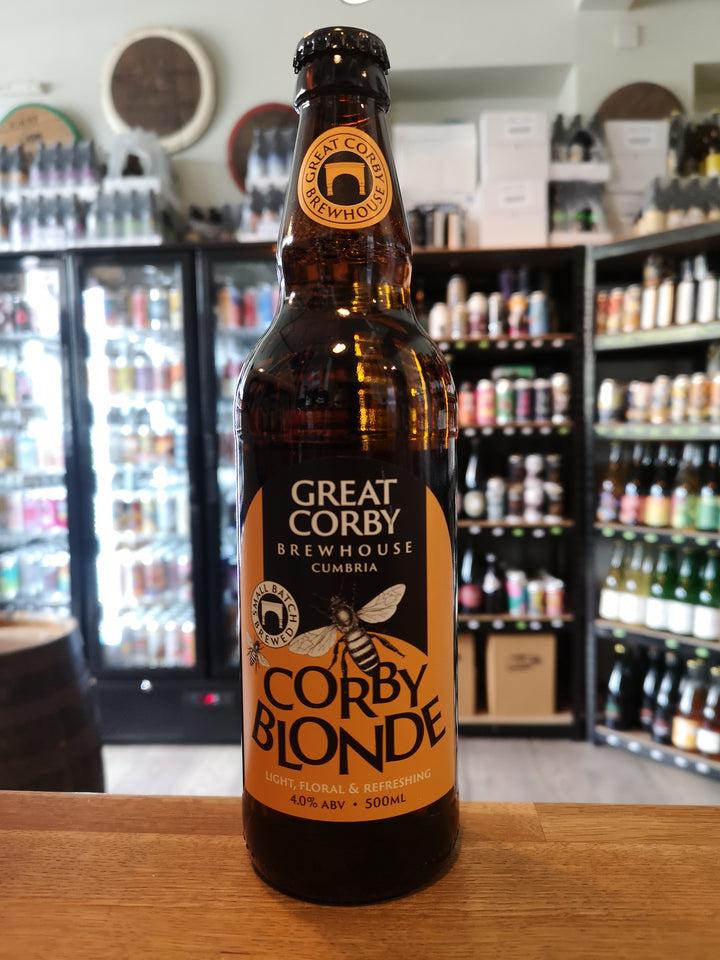 GREAT CORBY
BREWHOUSE
GREAT
CORBY
BREWHOUSE
CUMBRIA
SMALL BATCH
BREWED
CORBY
BLONDE
LIGHT, FLORAL & REFRESHING
4.0% ABV • 500ML